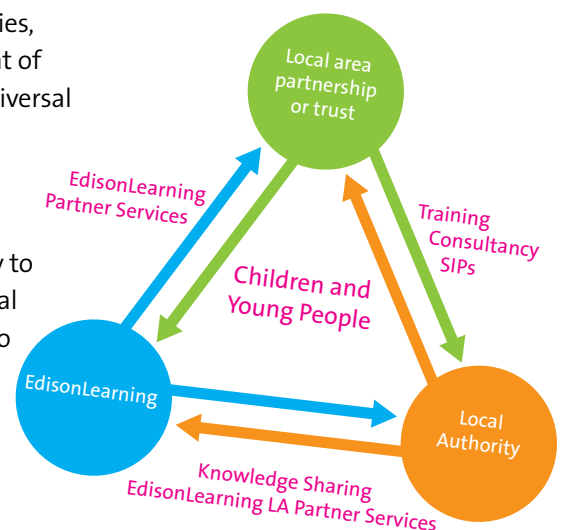 ies,
t of
iversal
y to
al
o
Local area
partnership
or trust
EdisonLearning
Partner Services
Training
Consultancy
SIPs
Children and
Young People
EdisonLearning
Local
Authority
Knowledge Sharing
EdisonLearning LA Partner Services